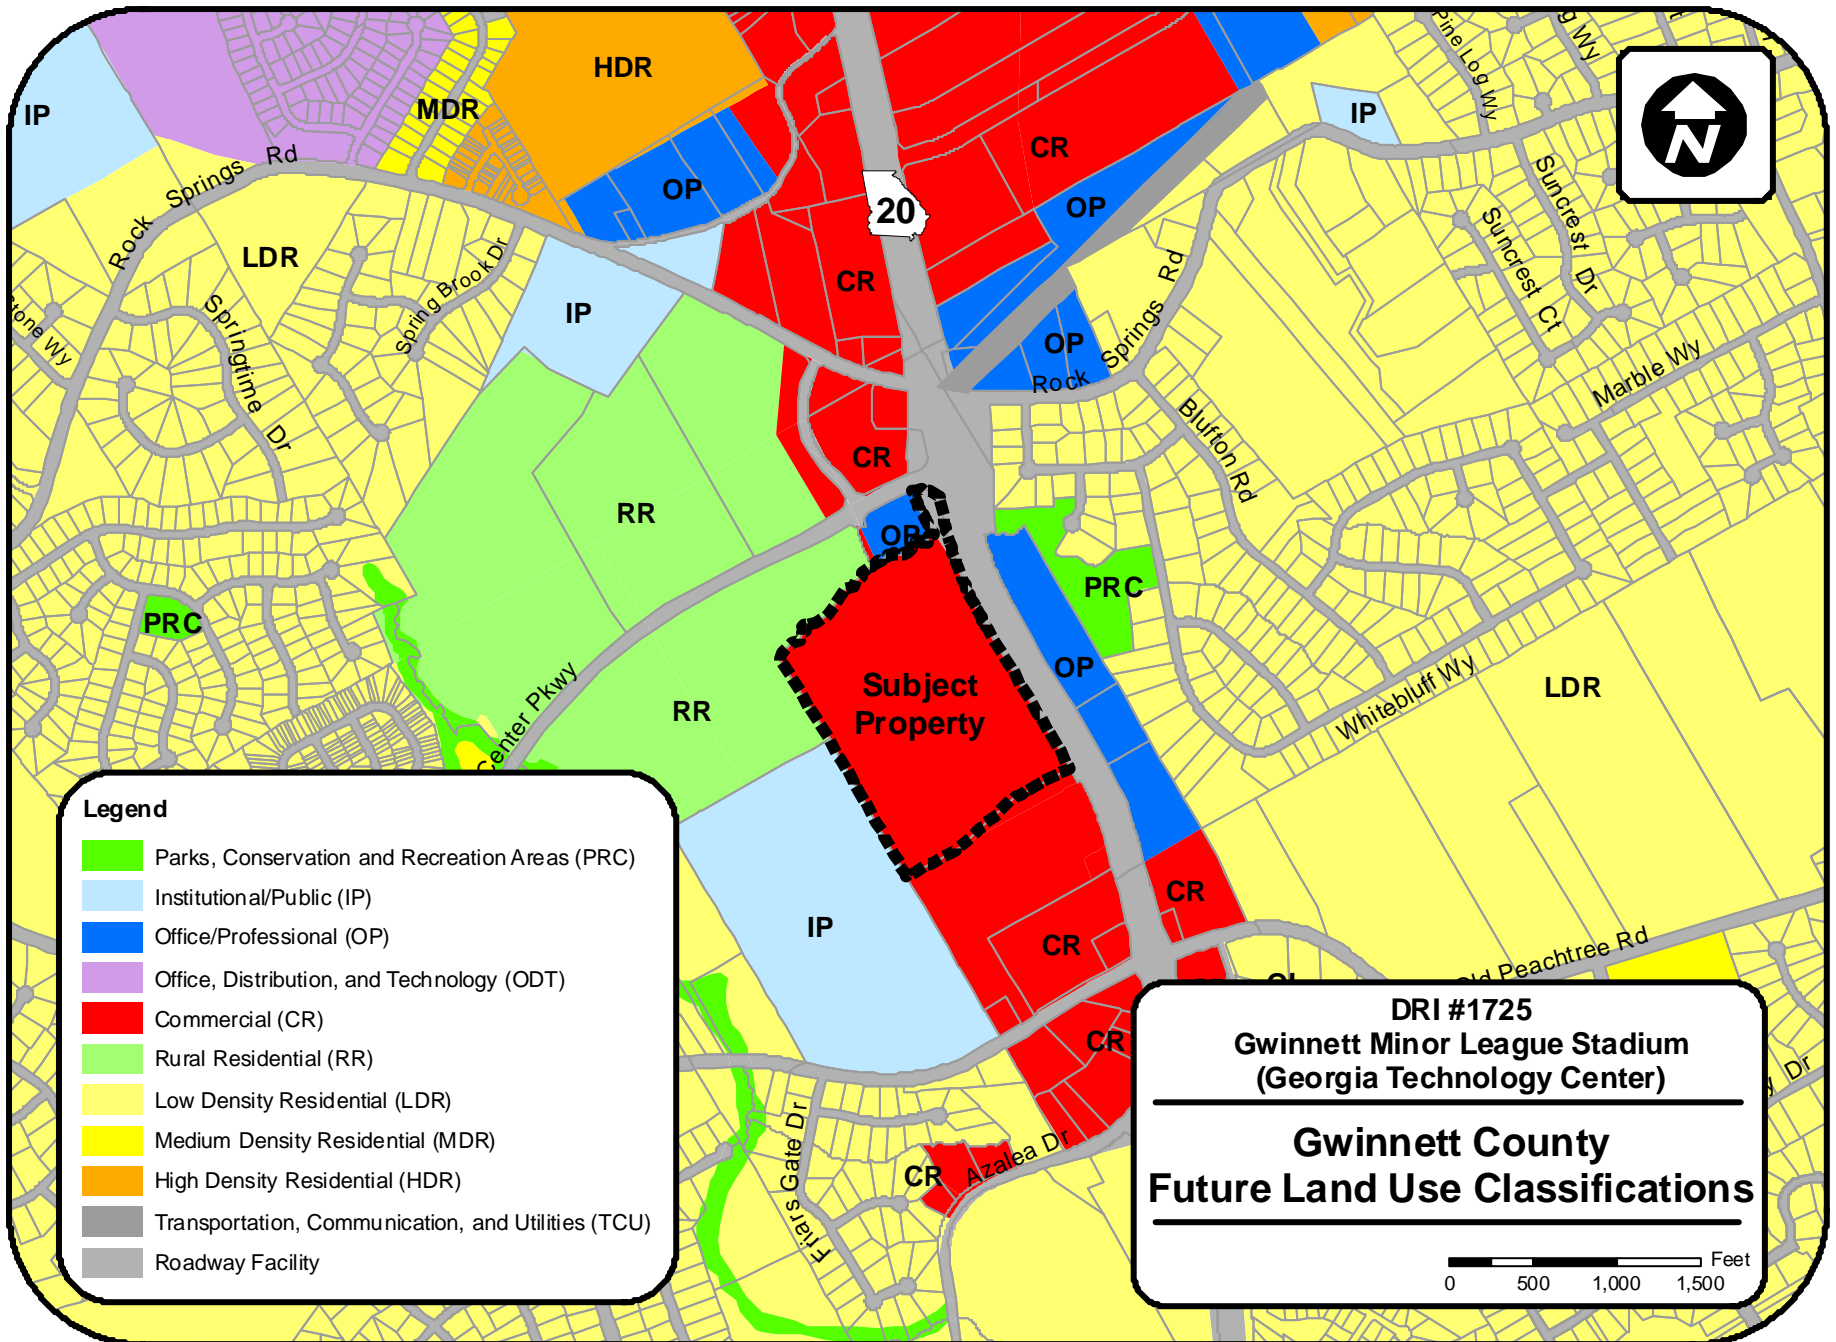 HDR
IP
MDR
CR
IP
Pine Log Wy
g Wy
Rock Springs Rd
OP
20
OP
Suncrest Dr
Suncrest Ct
LDR
Spring Brook Dr
IP
CR
OP
Rock Springs Rd
Stone Wy
Springtime Dr
Marble Wy
Blufton Rd
CR
RR
OP
PRC
PRC
Center Pkwy
RR
Subject
Property
OP
Whitebluff Wy
LDR
CR
IP
CR
Old Peachtree Rd
CR
y Dr
Friars Gate Dr
CR
Azalea Dr
Legend
Parks, Conservation and Recreation Areas (PRC)
Institutional/Public (IP)
Office/Professional (OP)
Office, Distribution, and Technology (ODT)
Commercial (CR)
Rural Residential (RR)
Low Density Residential (LDR)
Medium Density Residential (MDR)
High Density Residential (HDR)
Transportation, Communication, and Utilities (TCU)
Roadway Facility
DRI #1725
Gwinnett Minor League Stadium
(Georgia Technology Center)
Gwinnett County
Future Land Use Classifications
Feet
0 500 1,000 1,500
N